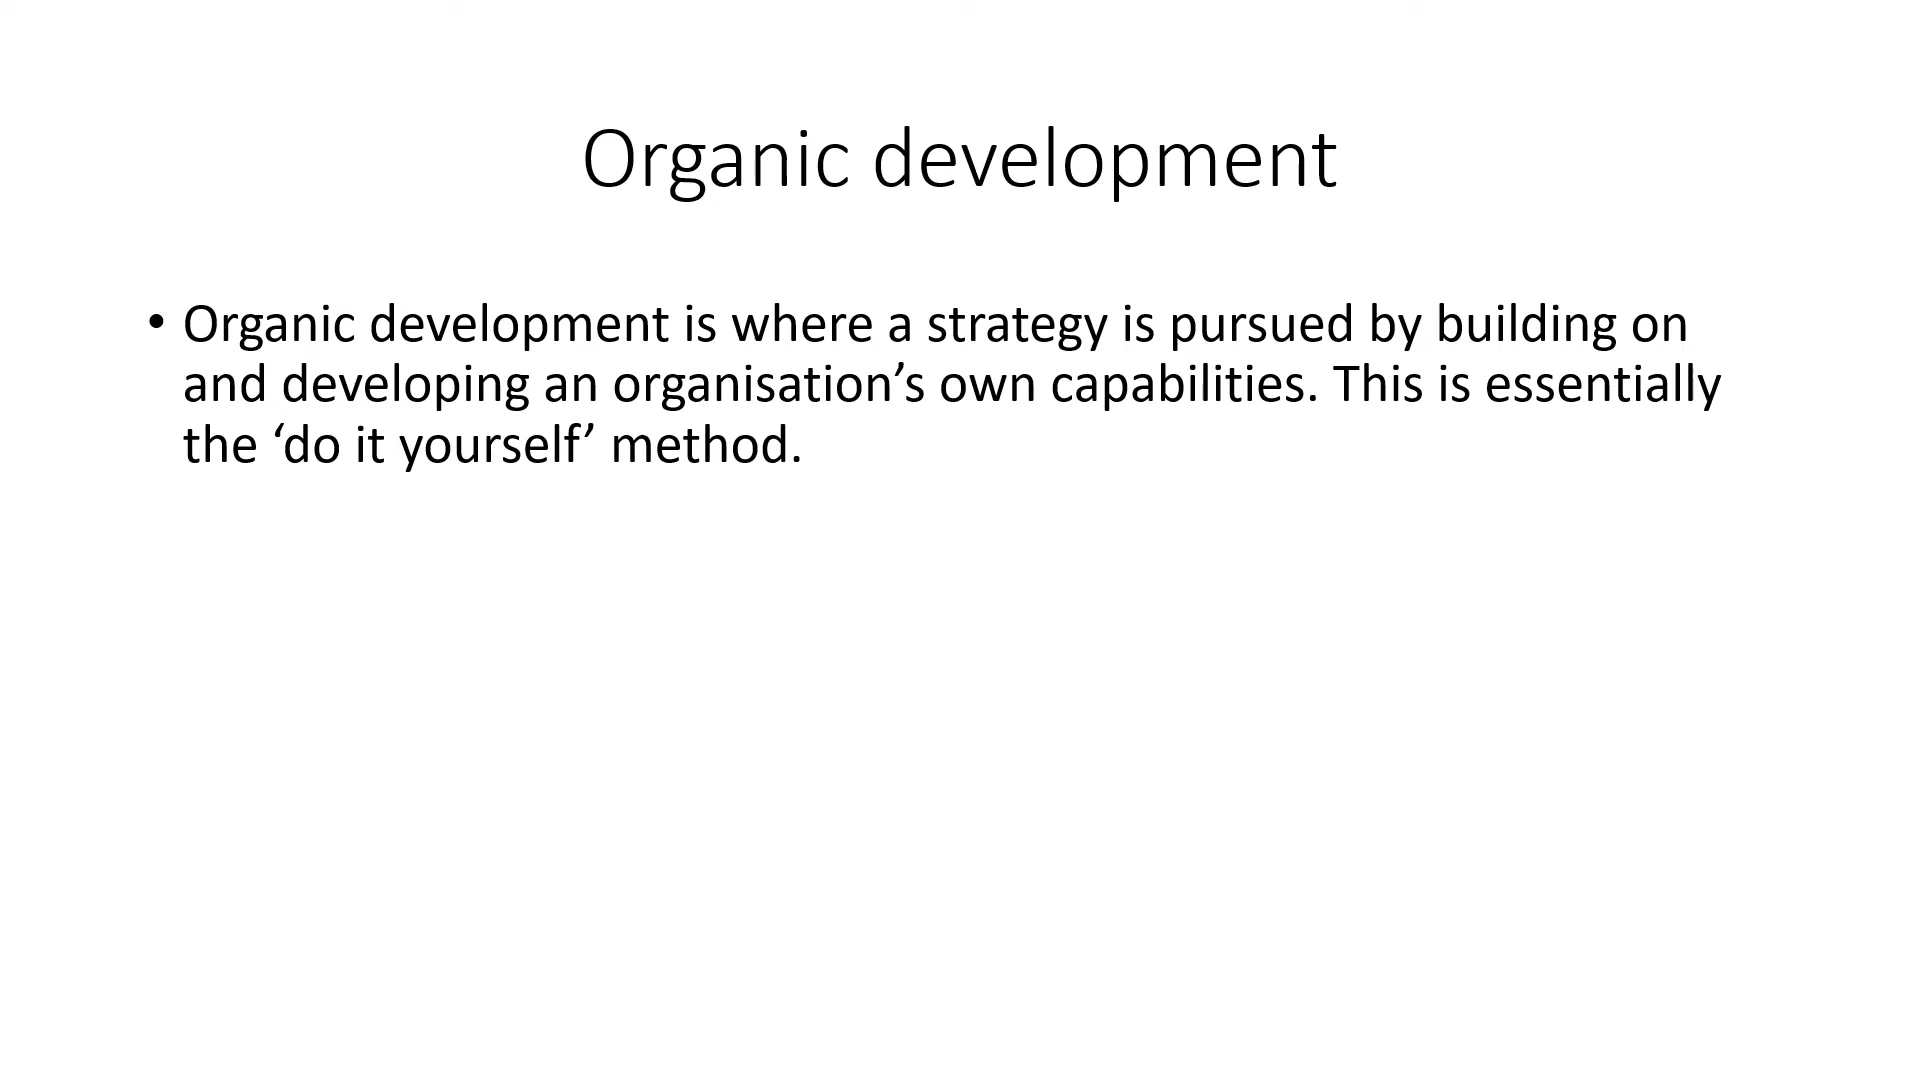 Organic development
• Organic development is where a strategy is pursued by building on
and developing an organisation’s own capabilities. This is essentially
the ‘do it yourself’ method.